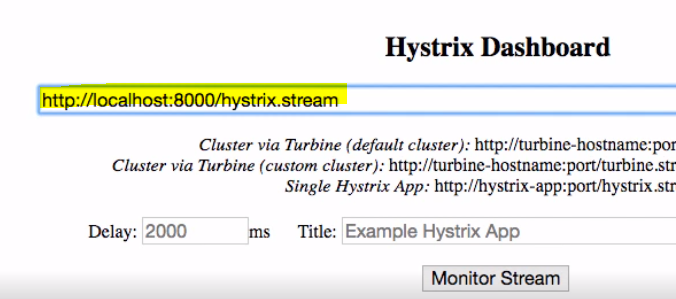 Hystrix Dashboard
http://localhost:8000/hystrix.stream
Cluster via Turbine (default cluster): http://turbine-hostname:por
Cluster via Turbine (custom cluster): http://turbine-hostname:port/turbine.str
Single Hystrix App: http://hystrix-app:port/hystrix.str
Delay: 2000 ms Title: Example Hystrix App
Monitor Stream